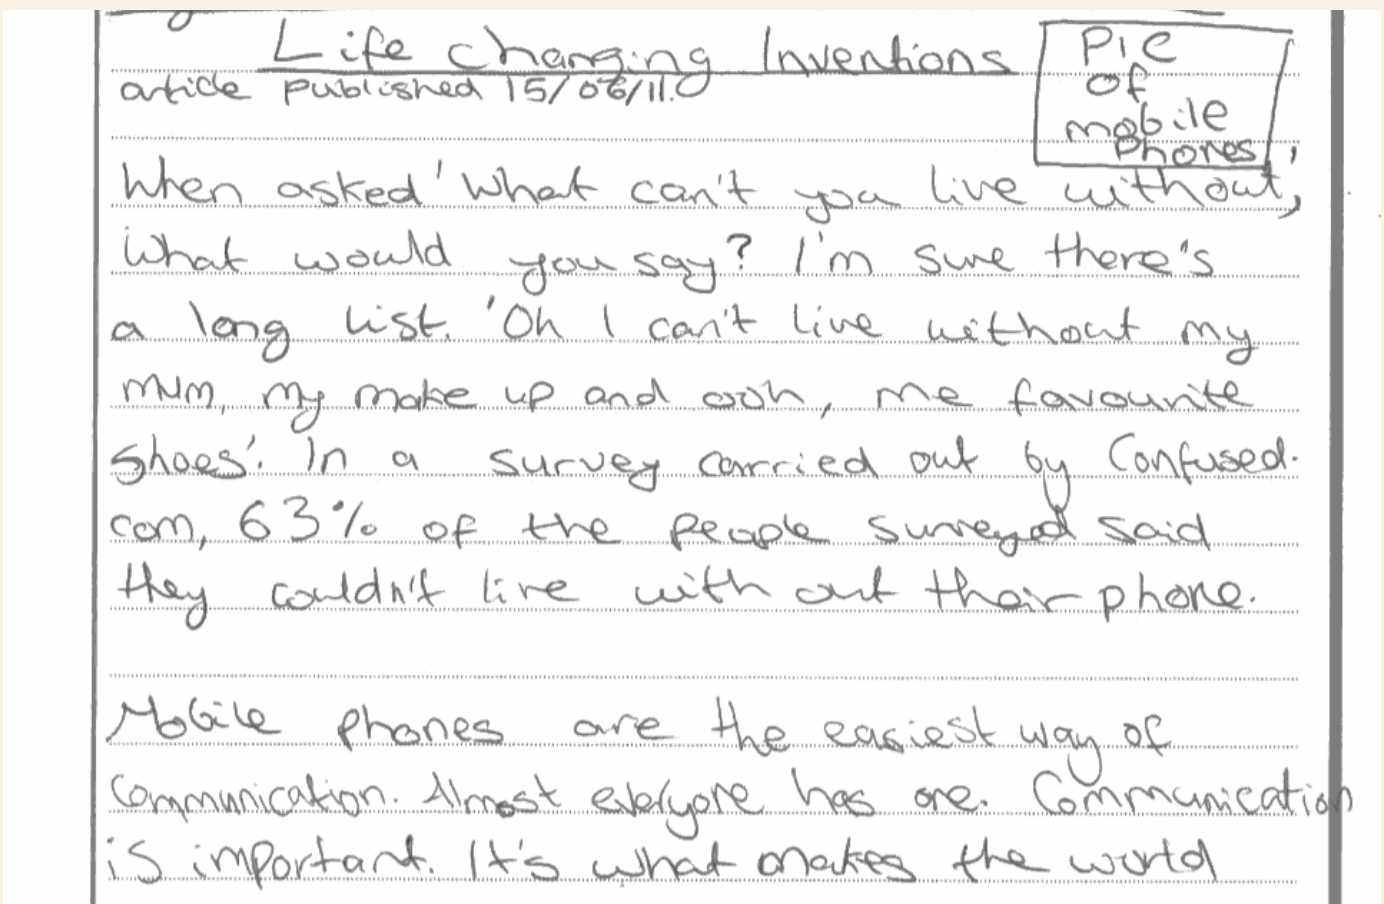 Life changing Inventions
article published 15/06/11.
Pic
of
mobile
phones
When asked 'What can't you live without',
What would you say? I'm sure there's
a long list. 'Oh I can't live without my
mum, my make up and ooh, me favourite
shoes'. In a survey carried out by Confused.
com, 63% of the people surveyed said
they couldn't live with out their phone.
Mobile phones are the easiest way of
Communication. Almost everyone has one. Communication
is important. It's what makes the world